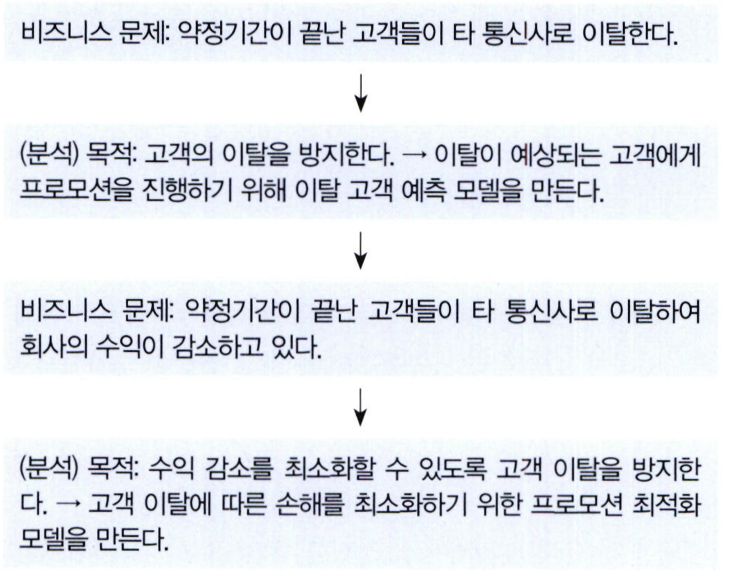 비즈니스 문제: 약정기간이 끝난 고객들이 타 통신사로 이탈한다.
(분석) 목적: 고객의 이탈을 방지한다. → 이탈이 예상되는 고객에게
프로모션을 진행하기 위해 이탈 고객 예측 모델을 만든다.
비즈니스 문제: 약정기간이 끝난 고객들이 타 통신사로 이탈하여
회사의 수익이 감소하고 있다.
(분석) 목적: 수익 감소를 최소화할 수 있도록 고객 이탈을 방지한
다. → 고객 이탈에 따른 손해를 최소화하기 위한 프로모션 최적화
모델을 만든다.